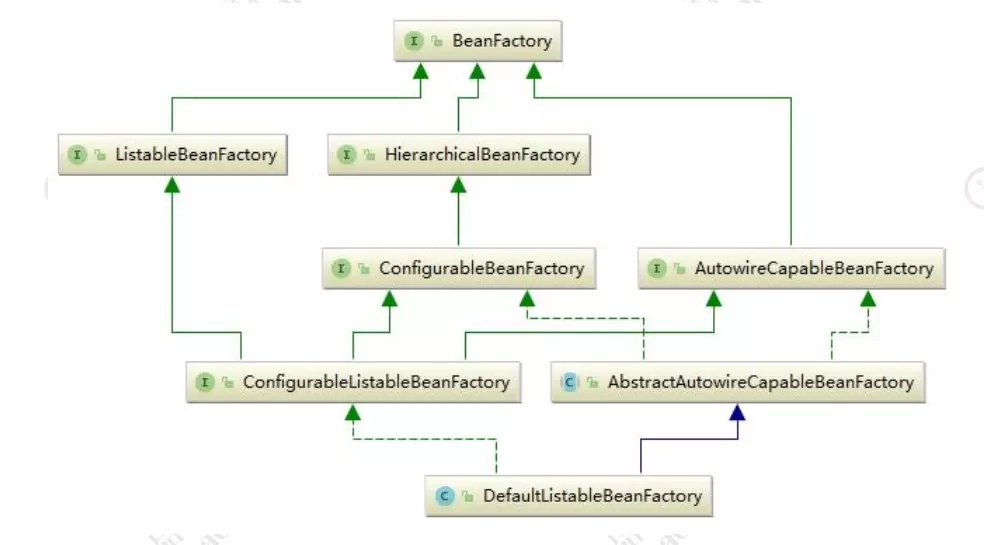 I BeanFactory
I ListableBeanFactory
I HierarchicalBeanFactory
I ConfigurableBeanFactory
I AutowireCapableBeanFactory
I ConfigurableListableBeanFactory
C AbstractAutowireCapableBeanFactory
C DefaultListableBeanFactory